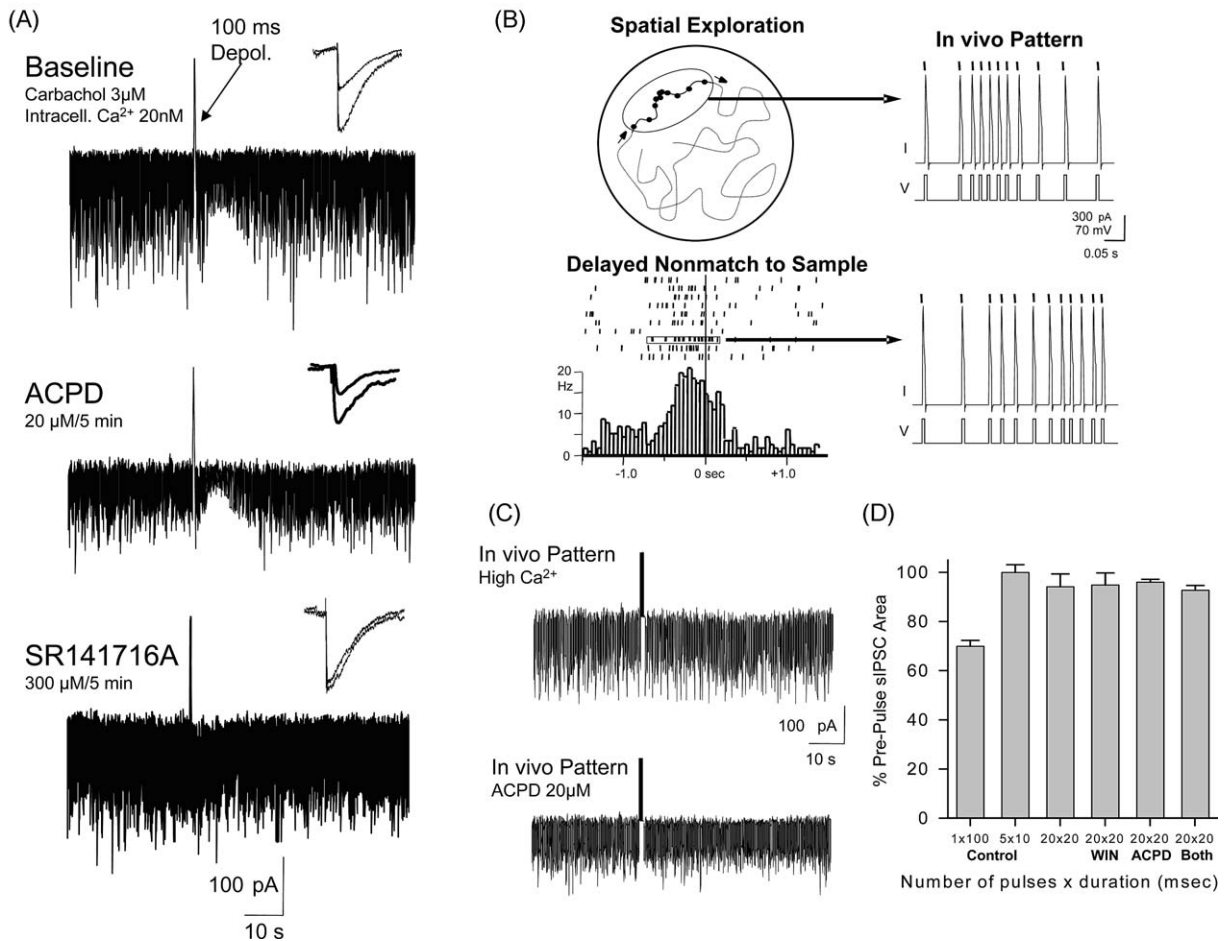 (A)
100 ms
Depol.
Baseline
Carbachol 3µM
Intracell. Ca²⁺ 20nM
ACPD
20 µM/5 min
SR141716A
300 µM/5 min
100 pA
10 s
(B)
Spatial Exploration
In vivo Pattern
I
V
300 pA
70 mV
0.05 s
Delayed Nonmatch to Sample
20
Hz
10
0
-1.0
0 sec
+1.0
I
V
(C)
In vivo Pattern
High Ca²⁺
100 pA
10 s
In vivo Pattern
ACPD 20µM
(D)
% Pre-Pulse sIPSC Area
100
80
60
40
20
0
1x100 5x10 20x20 20x20 20x20 20x20
Control WIN ACPD Both
Number of pulses x duration (msec)